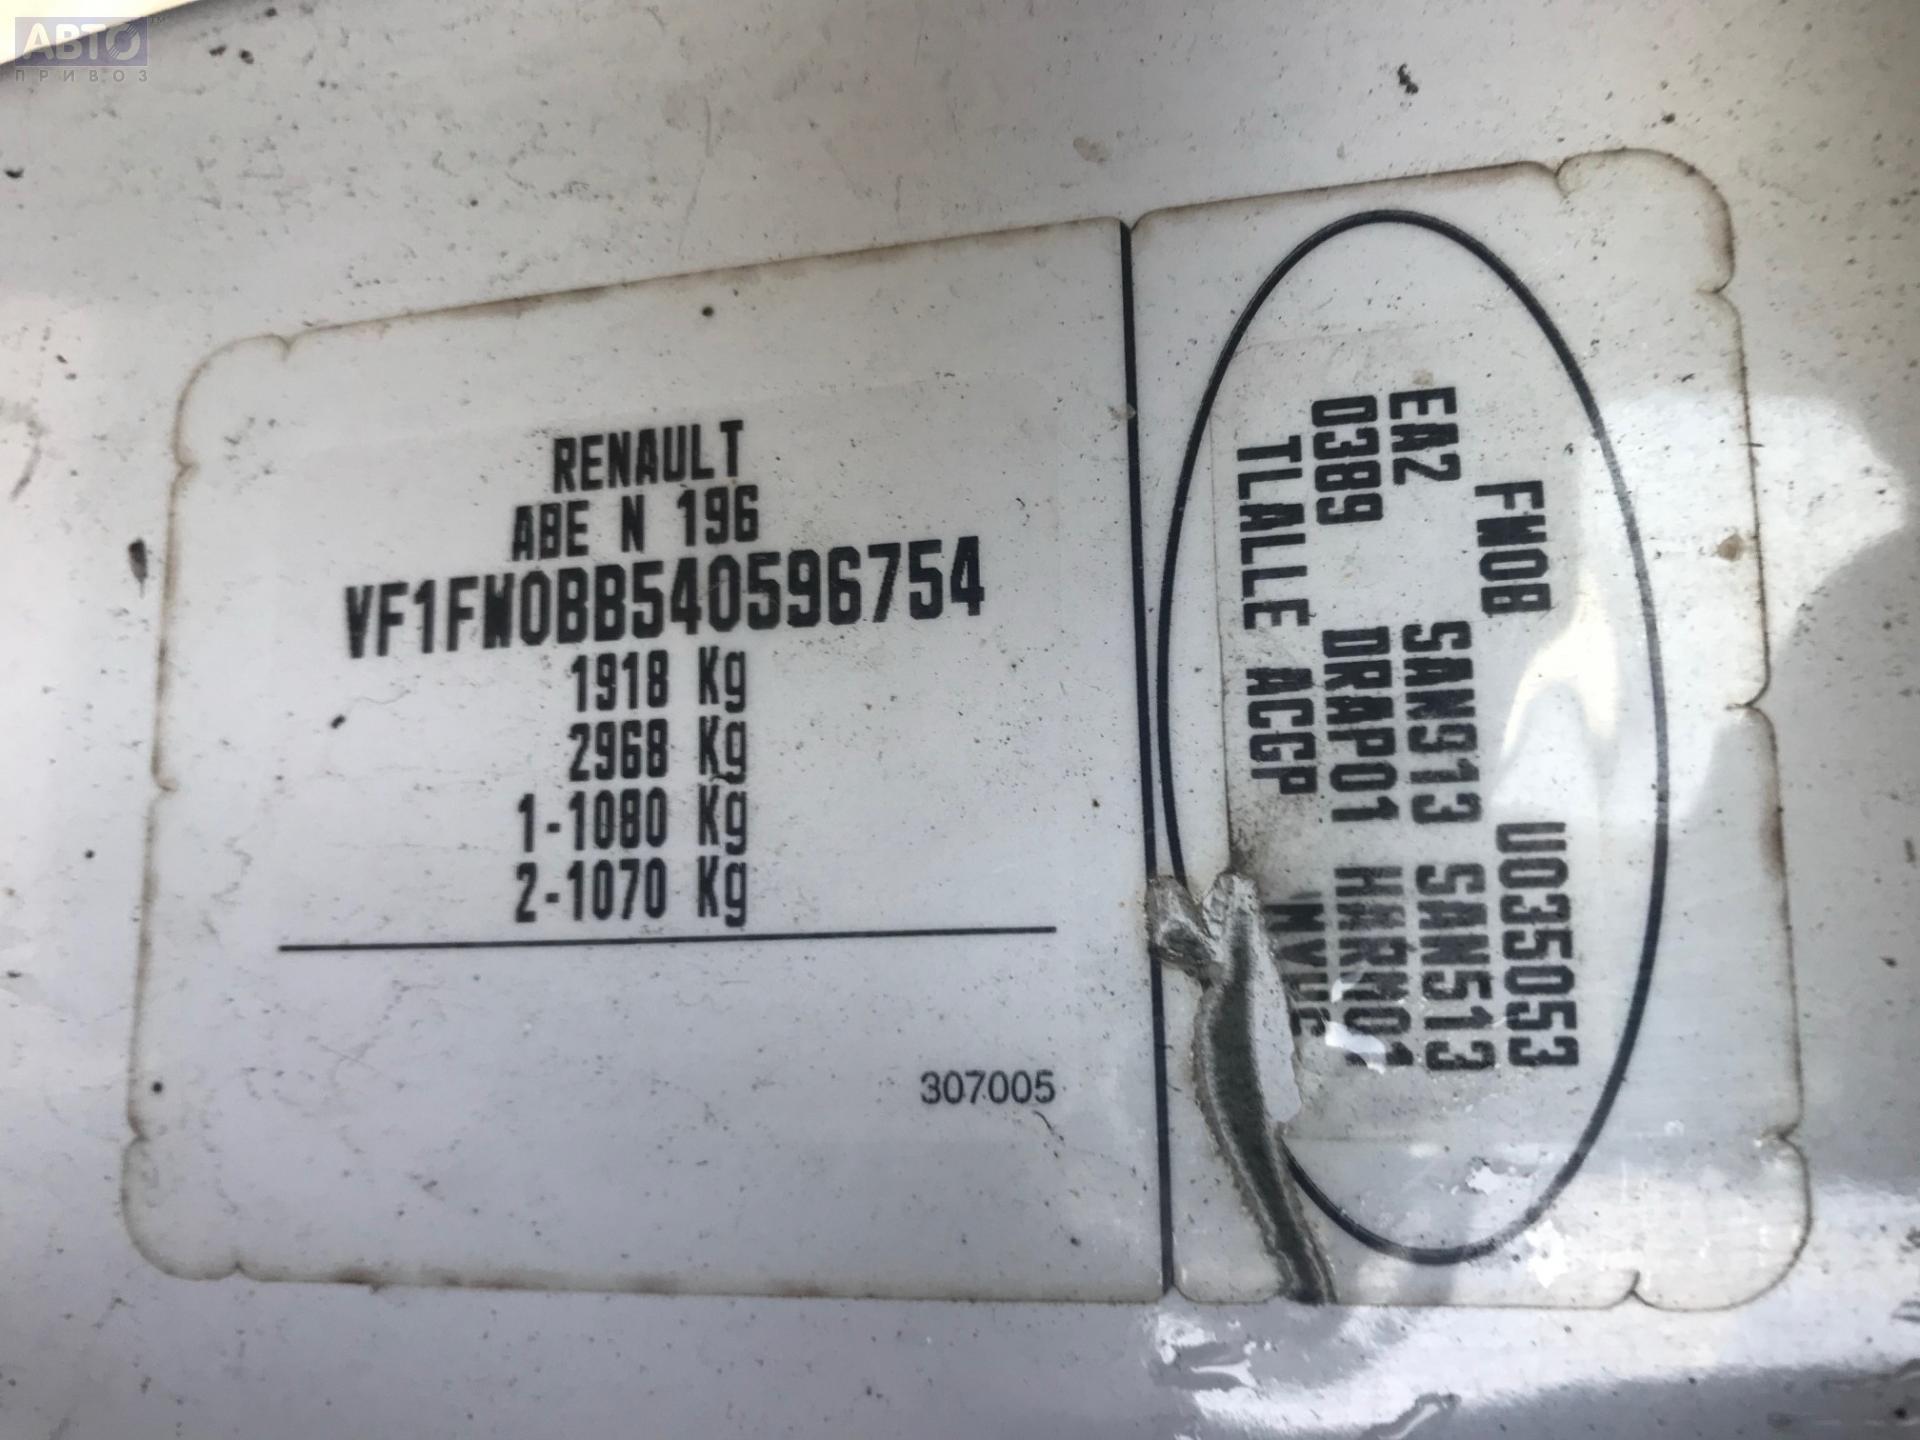 АВТО
ПРИВОЗ
RENAULT
ABE N 196
VF1FW0BB540596754
1918 Kg
2968 Kg
1-1080 Kg
2-1070 Kg
307005
FW0B U035053
EA2 SAN913 SAN513
0389 DRAP01 HARM01
TLALLE ACGP